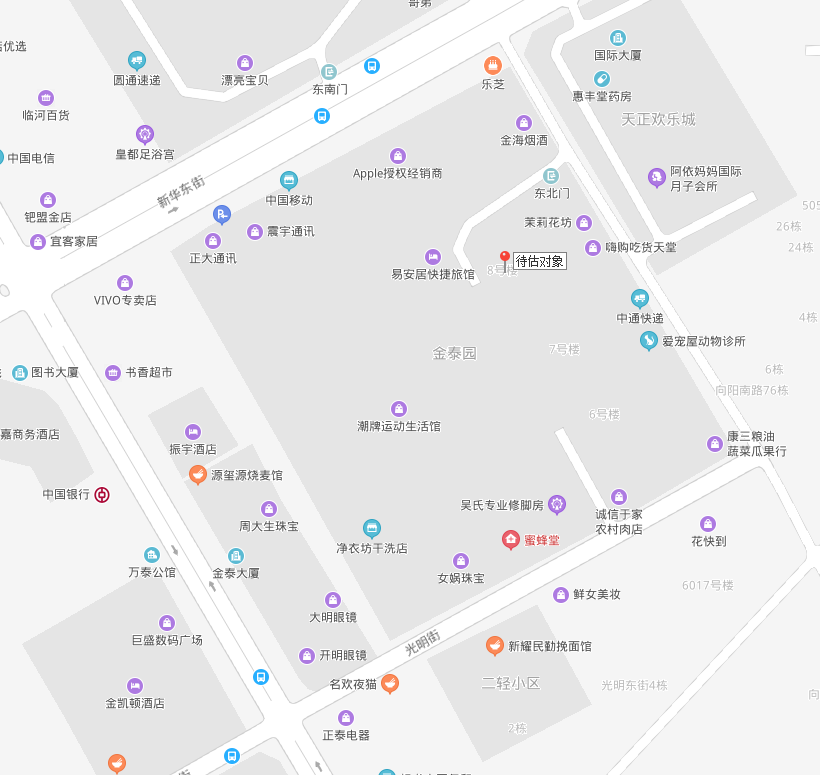 哥弟
优选
国际大厦
圆通速递
漂亮宝贝
东南门
乐芝
惠丰堂药房
临河百货
天正欢乐城
皇都足浴宫
金海烟酒
中国电信
Apple授权经销商
阿依妈妈国际
月子会所
新华东街
中国移动
东北门
505
钯盟金店
茉莉花坊
26栋
震宇通讯
宜客家居
正大通讯
嗨购吃货天堂
24栋
易安居快捷旅馆
8号楼
待估对象
VIVO专卖店
中通快递
4栋
爱宠屋动物诊所
金泰园
7号楼
图书大厦
书香超市
6栋
向阳南路76栋
潮牌运动生活馆
6号楼
嘉商务酒店
振宇酒店
康三粮油
蔬菜瓜果行
源玺源烧麦馆
中国银行
吴氏专业修脚房
诚信于家
农村肉店
周大生珠宝
净衣坊干洗店
蜜蜂堂
花快到
万泰公馆
金泰大厦
女娲珠宝
6017号楼
鲜女美妆
大明眼镜
巨盛数码广场
光明街
新耀民勤挽面馆
开明眼镜
名欢夜猫
二轻小区
光明东街4栋
向
金凯顿酒店
2栋
正泰电器
街